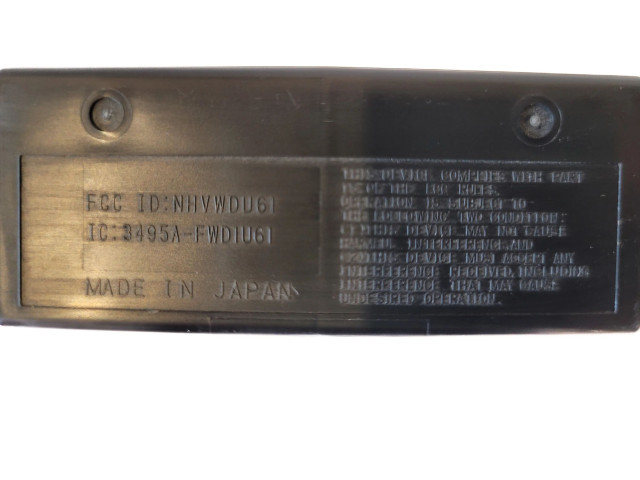 FCC ID:NHVWDU61
IC:3495A-FWDIU61
MADE IN JAPAN
THIS DEVICE COMPLIES WITH PART
15 OF THE FCC RULES.
OPERATION IS SUBJECT TO
THE FOLLOWING TWO CONDITION:
(1)THIS DEVICE MAY NOT CAUSE
HARMFUL INTERFERENCE,AND
(2)THIS DEVICE MUST ACCEPT ANY
INTERFERENCE RECEIVED,INCLUDING
INTERFERENCE THAT MAY CAUSE
UNDESIRED OPERATION.